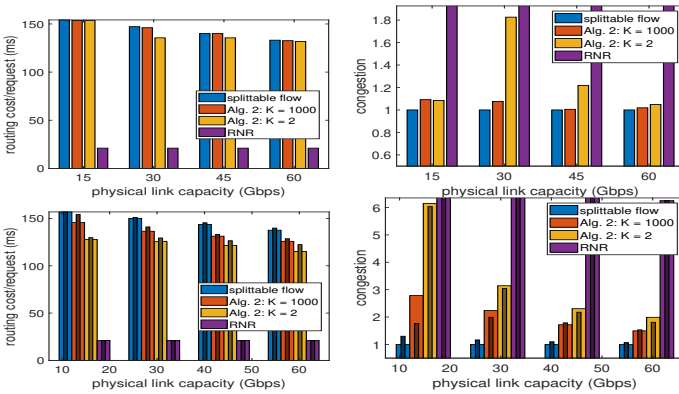 routing cost/request (ms)
150
100
50
0
splittable flow
Alg. 2: K = 1000
Alg. 2: K = 2
RNR
15 30 45 60
physical link capacity (Gbps)
congestion
1.8
1.6
1.4
1.2
1
0.8
0.6
splittable flow
Alg. 2: K = 1000
Alg. 2: K = 2
RNR
15 30 45 60
physical link capacity (Gbps)
routing cost/request (ms)
150
100
50
0
splittable flow
Alg. 2: K = 1000
Alg. 2: K = 2
RNR
10 20 30 40 50 60
physical link capacity (Gbps)
congestion
6
5
4
3
2
1
splittable flow
Alg. 2: K = 1000
Alg. 2: K = 2
RNR
10 20 30 40 50 60
physical link capacity (Gbps)